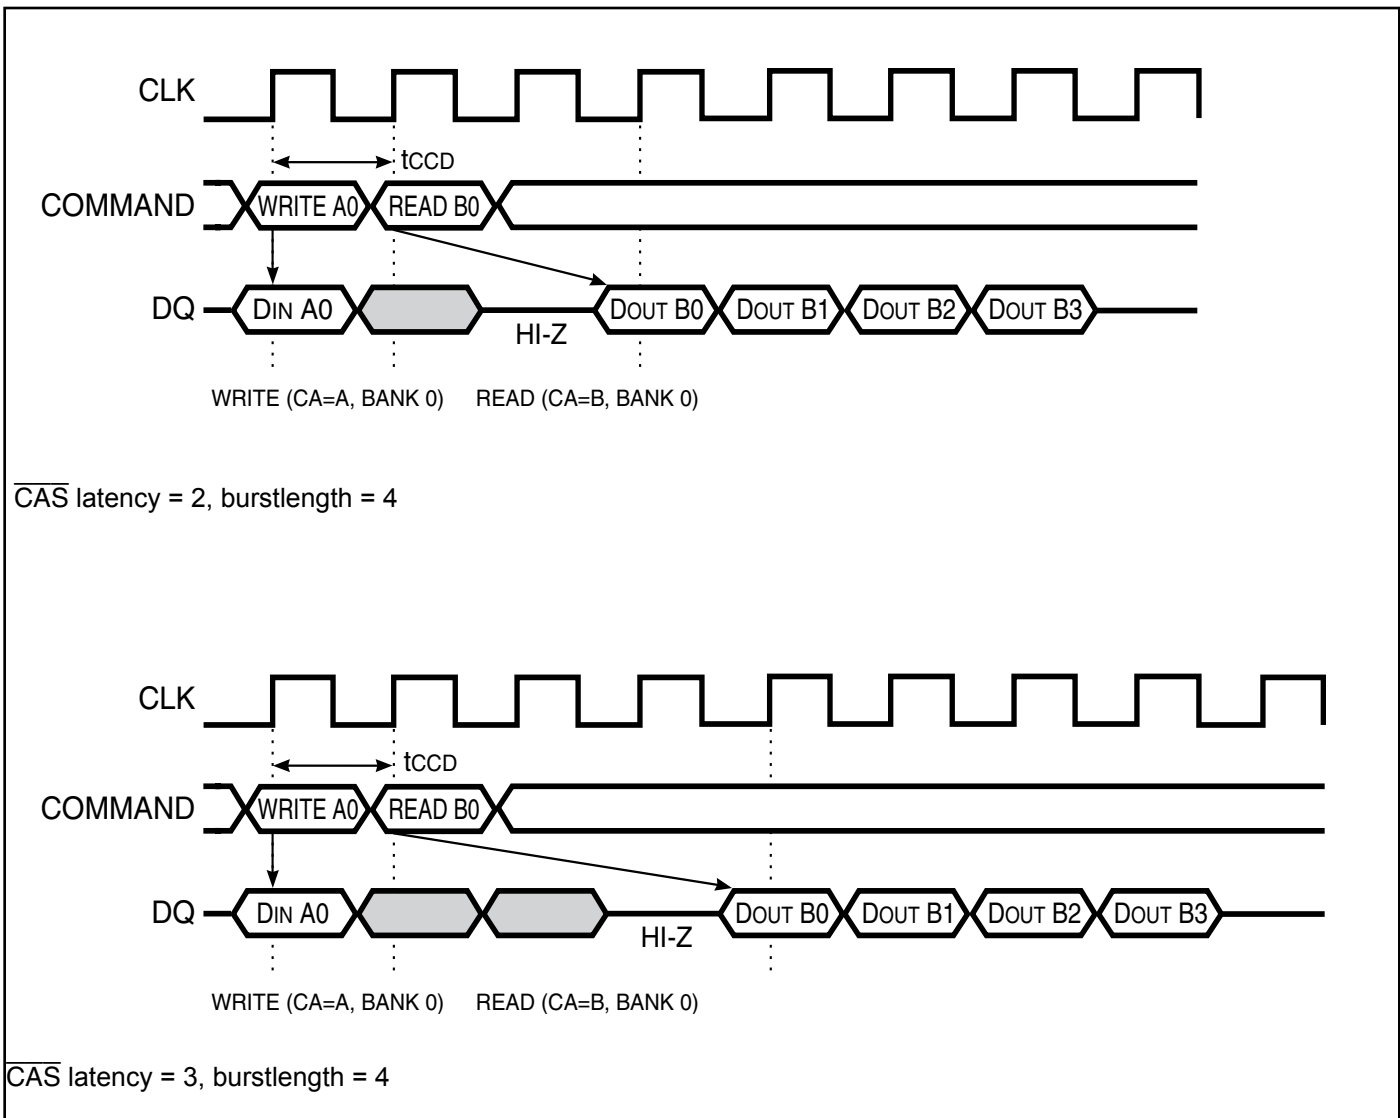 CLK
tCCD
COMMAND WRITE A0 READ B0
DQ DIN A0 DOUT B0 DOUT B1 DOUT B2 DOUT B3
HI-Z
WRITE (CA=A, BANK 0) READ (CA=B, BANK 0)
CAS latency = 2, burstlength = 4
CLK
tCCD
COMMAND WRITE A0 READ B0
DQ DIN A0 DOUT B0 DOUT B1 DOUT B2 DOUT B3
HI-Z
WRITE (CA=A, BANK 0) READ (CA=B, BANK 0)
CAS latency = 3, burstlength = 4